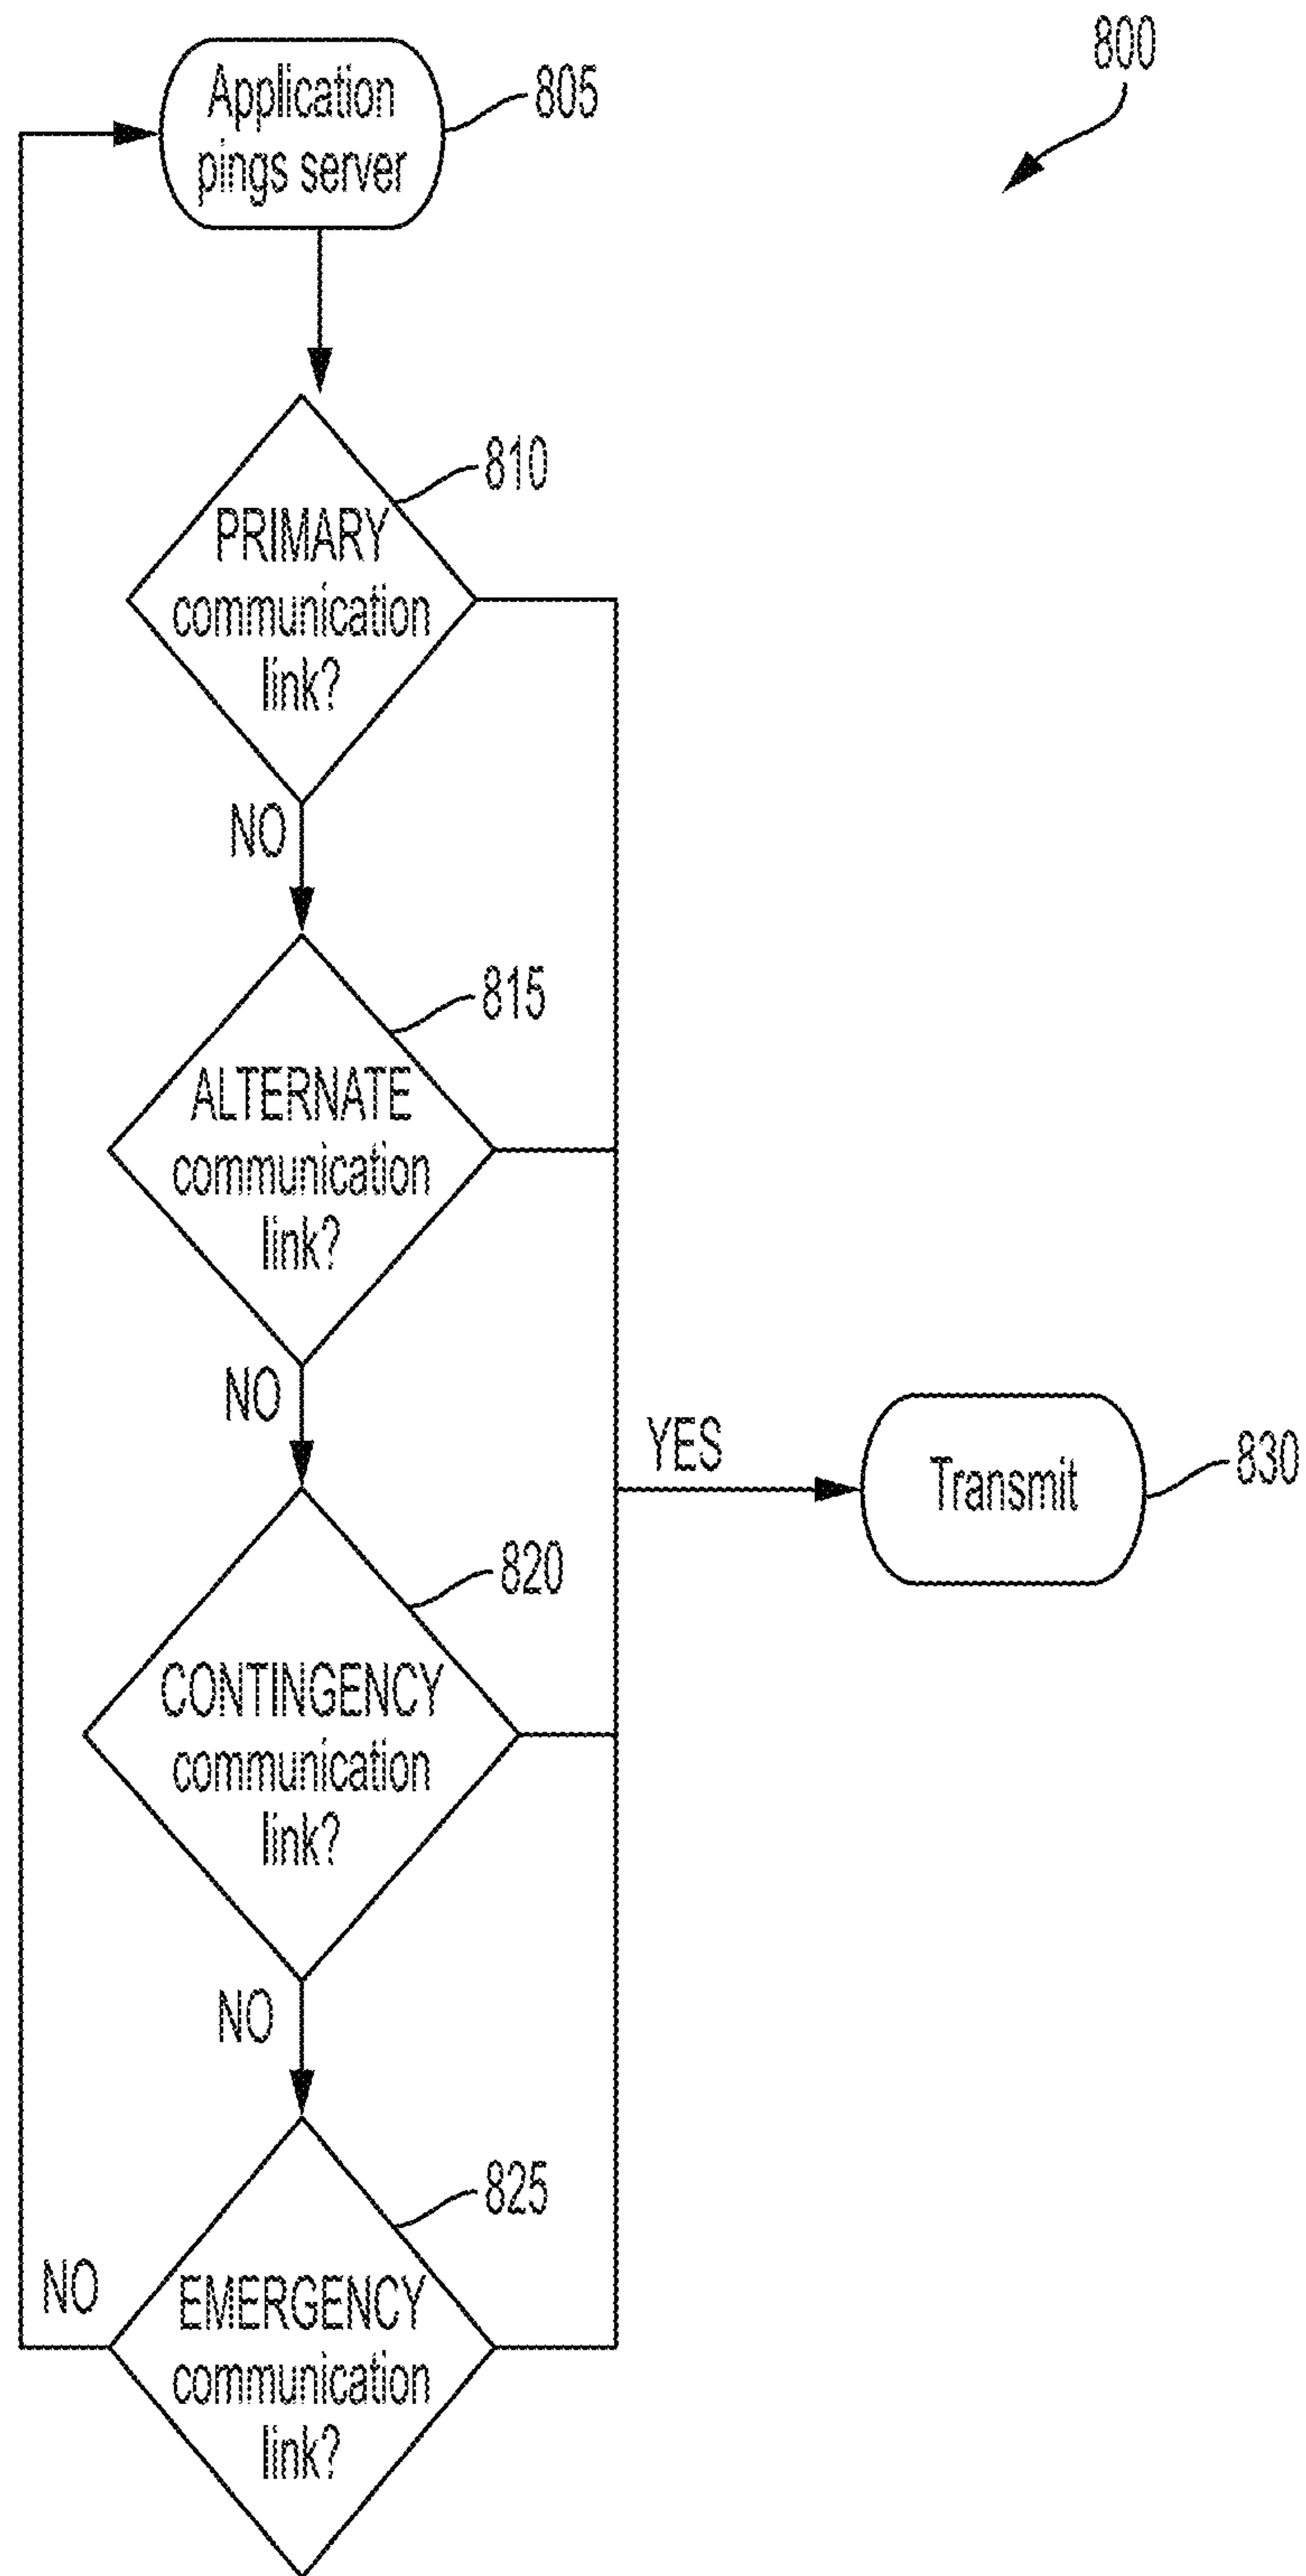 800
Application
pings server
805
810
PRIMARY
communication
link?
NO
815
ALTERNATE
communication
link?
NO
YES
Transmit
830
820
CONTINGENCY
communication
link?
NO
825
NO
EMERGENCY
communication
link?